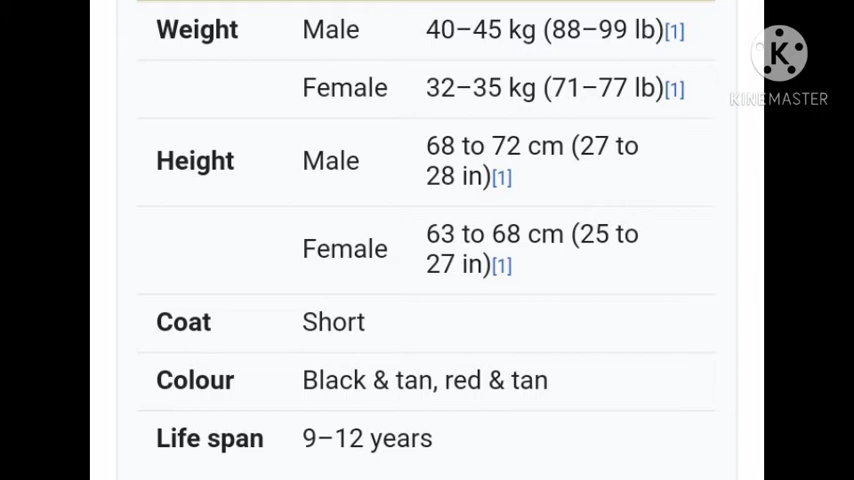 Weight Male 40–45 kg (88–99 lb)[1]
KINEMASTER
Female 32–35 kg (71–77 lb)[1]
Height Male 68 to 72 cm (27 to
28 in)[1]
Female 63 to 68 cm (25 to
27 in)[1]
Coat Short
Colour Black & tan, red & tan
Life span 9–12 years